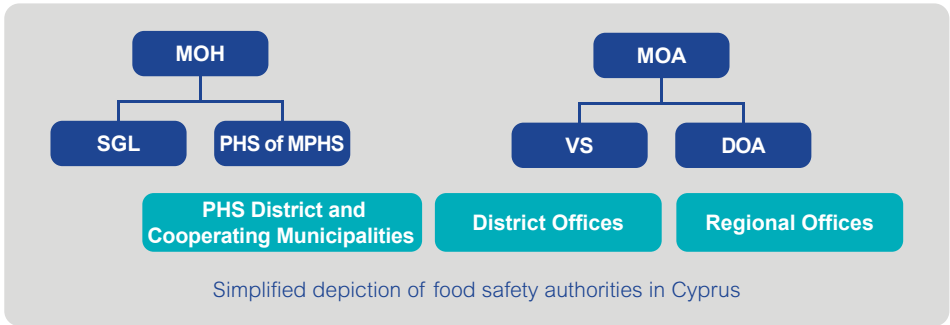 MOH
MOA
SGL
PHS of MPHS
VS
DOA
PHS District and
Cooperating Municipalities
District Offices
Regional Offices
Simplified depiction of food safety authorities in Cyprus